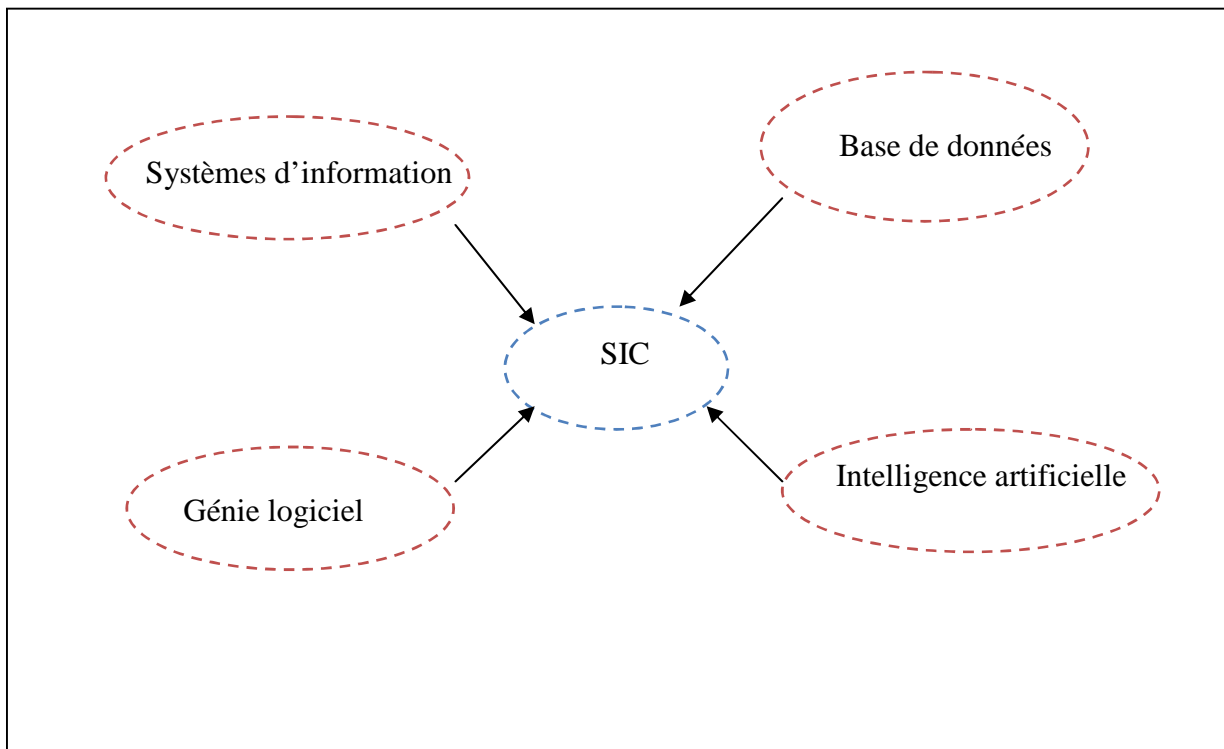 Systèmes d’information
Base de données
SIC
Génie logiciel
Intelligence artificielle